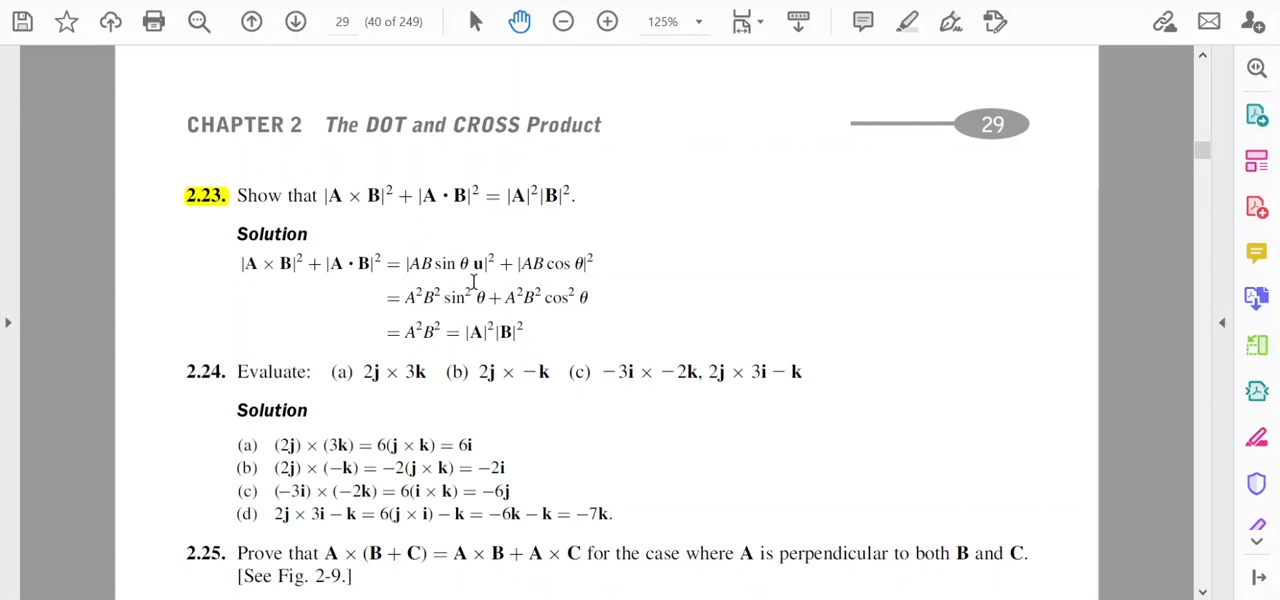 29 (40 of 249) 125%
CHAPTER 2 The DOT and CROSS Product 29
2.23. Show that |A × B|² + |A · B|² = |A|²|B|².
Solution
|A × B|² + |A · B|² = |AB sin θ u|² + |AB cos θ|²
= A²B² sin² θ + A²B² cos² θ
= A²B² = |A|²|B|²
2.24. Evaluate: (a) 2j × 3k (b) 2j × −k (c) −3i × −2k, 2j × 3i − k
Solution
(a) (2j) × (3k) = 6(j × k) = 6i
(b) (2j) × (−k) = −2(j × k) = −2i
(c) (−3i) × (−2k) = 6(i × k) = −6j
(d) 2j × 3i − k = 6(j × i) − k = −6k − k = −7k.
2.25. Prove that A × (B + C) = A × B + A × C for the case where A is perpendicular to both B and C.
[See Fig. 2-9.]